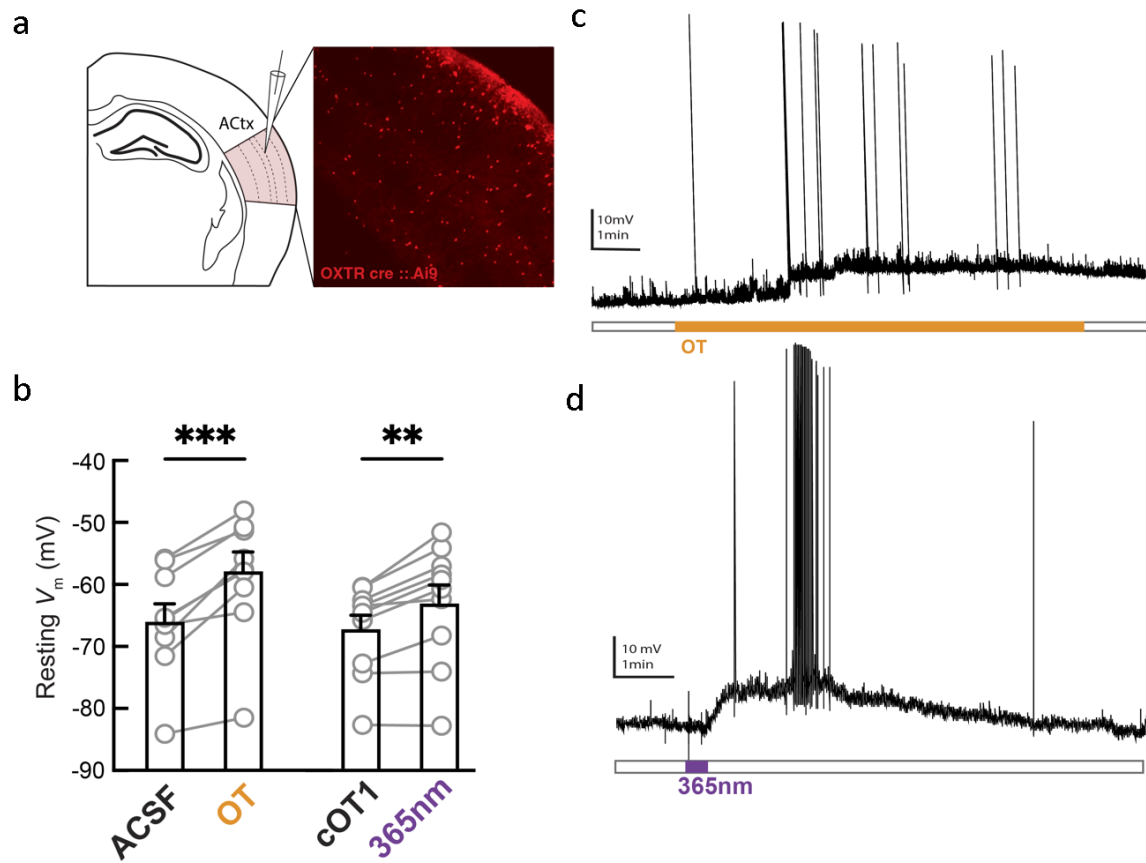 a
ACtx
OXTR cre :: Ai9
b
*** **
-40
-50
-60
-70
-80
-90
Resting Vm (mV)
ACSF
OT
cOT1
365nm
c
10mV
1min
OT
d
10 mV
1min
365nm